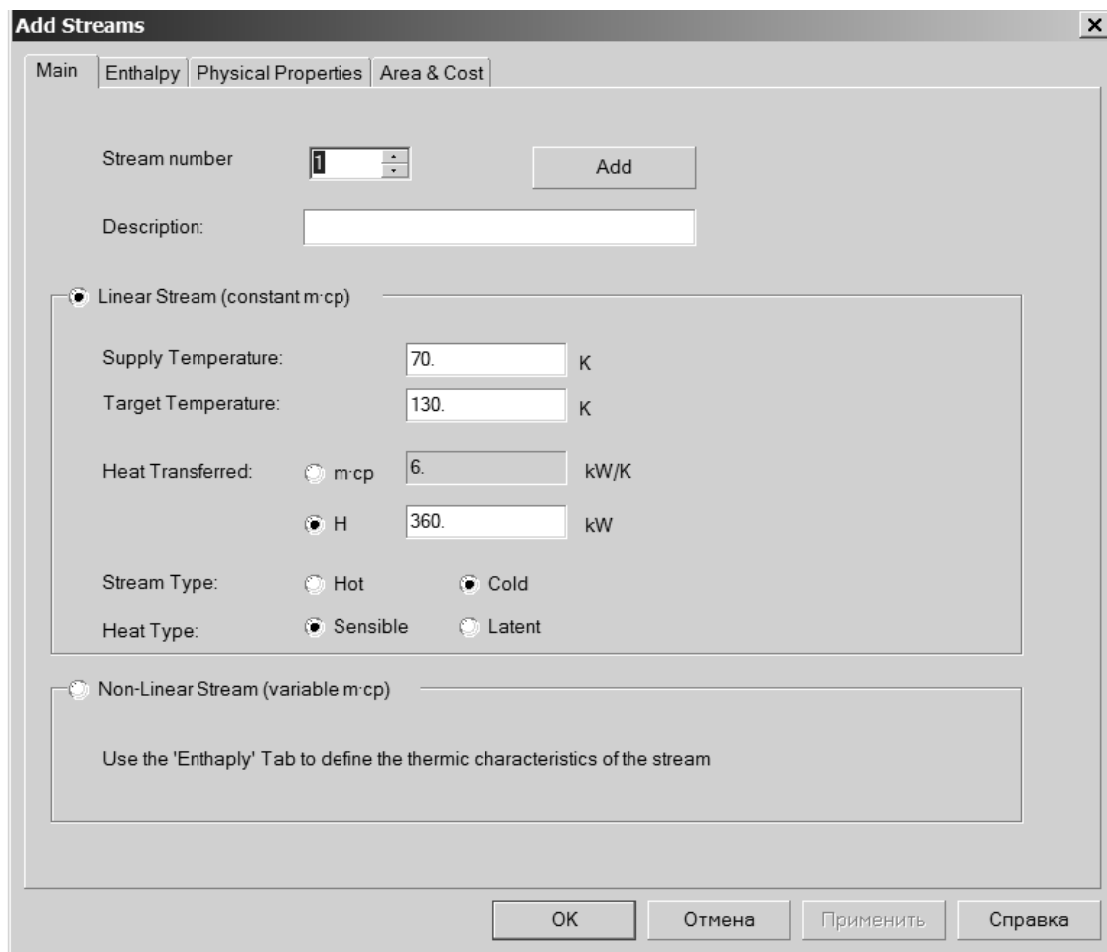 Add Streams
Main Enthalpy Physical Properties Area & Cost
Stream number 1 Add
Description:
Linear Stream (constant m·cp)
Supply Temperature: 70. K
Target Temperature: 130. K
Heat Transferred: m·cp 6. kW/K
H 360. kW
Stream Type: Hot Cold
Heat Type: Sensible Latent
Non-Linear Stream (variable m·cp)
Use the 'Enthaply' Tab to define the thermic characteristics of the stream
OK Отмена Применить Справка